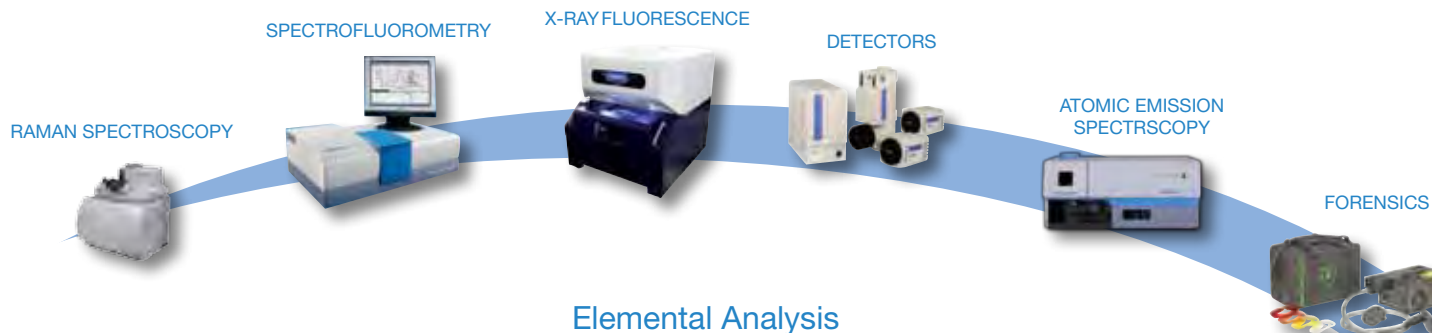 RAMAN SPECTROSCOPY
SPECTROFLUOROMETRY
X-RAY FLUORESCENCE
DETECTORS
ATOMIC EMISSION
SPECTRSCOPY
FORENSICS
Elemental Analysis